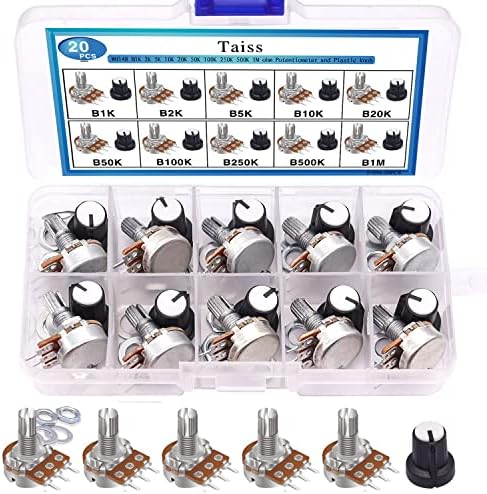 20
PCS
Taiss
WH148 B1K 2K 5K 10K 20K 50K 100K 250K 500K 1M ohm Potentiometer and Plastic knob
B1K
B2K
B5K
B10K
B20K
B50K
B100K
B250K
B500K
B1M